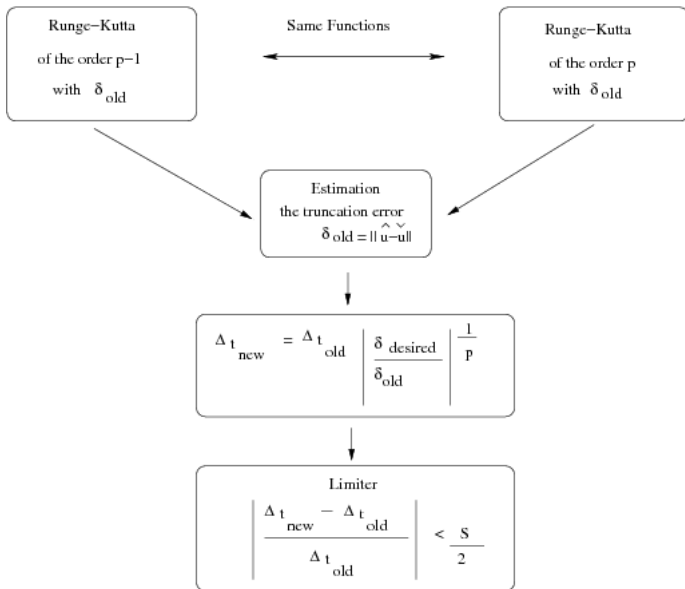 Runge-Kutta
of the order p-1
with δ old
Same Functions
Runge-Kutta
of the order p
with δ old
Estimation
the truncation error
δ old = || û-ǔ||
Δ t new = Δ t old | δ desired / δ old | 1/p
Limiter
| Δ t new - Δ t old / Δ t old | < S/2